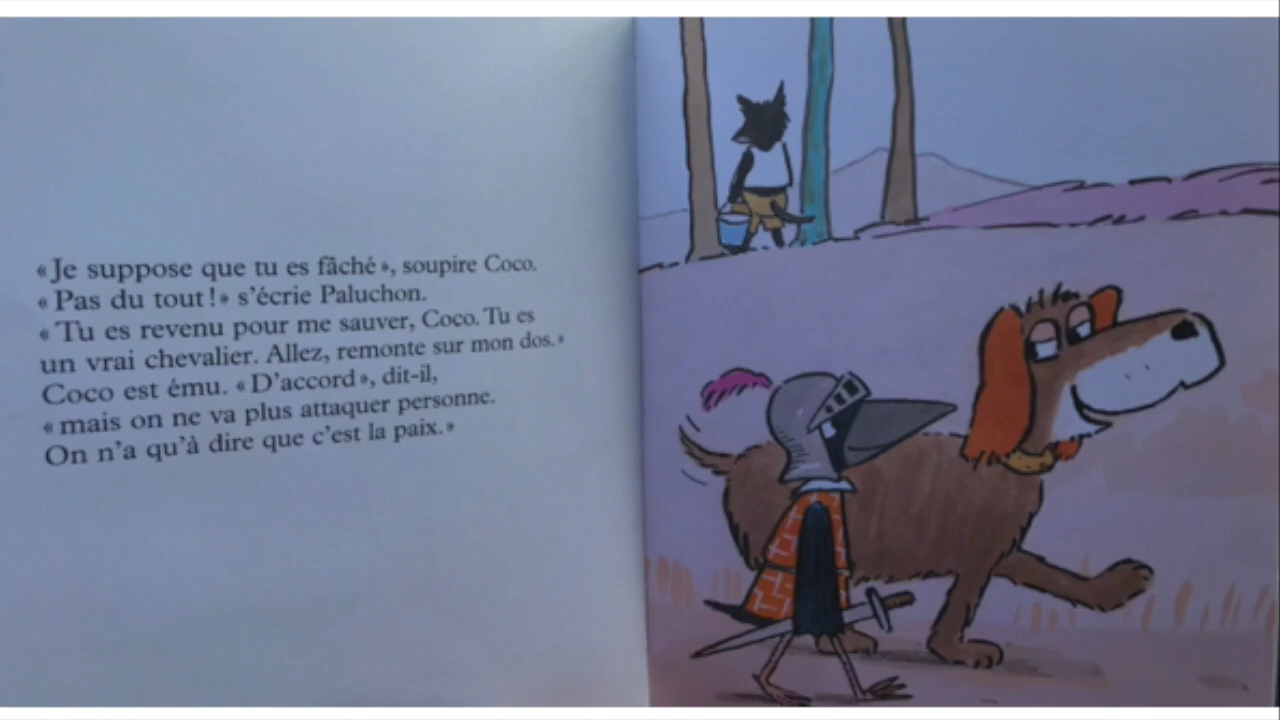 « Je suppose que tu es fâché », soupire Coco.
« Pas du tout ! » s'écrie Paluchon.
« Tu es revenu pour me sauver, Coco. Tu es
un vrai chevalier. Allez, remonte sur mon dos. »
Coco est ému. « D'accord », dit-il,
« mais on ne va plus attaquer personne.
On n'a qu'à dire que c'est la paix. »